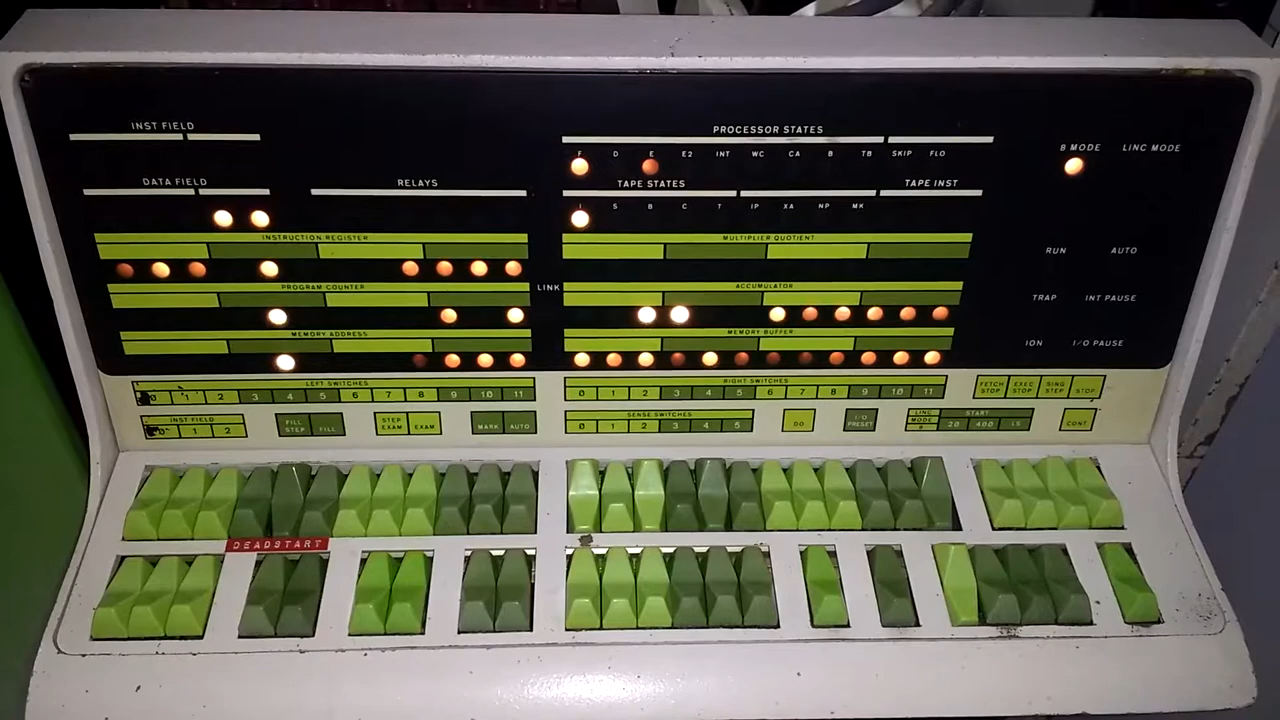 INST FIELD
PROCESSOR STATES
F D E E2 INT WC CA B TB SKIP FLO
8 MODE LINC MODE
DATA FIELD RELAYS
TAPE STATES TAPE INST
I S B C T IP XA NP MK
INSTRUCTION REGISTER MULTIPLIER QUOTIENT
RUN AUTO
PROGRAM COUNTER LINK ACCUMULATOR
TRAP INT PAUSE
MEMORY ADDRESS MEMORY BUFFER
ION I/O PAUSE
LEFT SWITCHES RIGHT SWITCHES
0 1 2 3 4 5 6 7 8 9 10 11 0 1 2 3 4 5 6 7 8 9 10 11
FETCH STOP EXEC STOP SING STEP STOP
INST FIELD
0 1 2
FILL STEP FILL
STEP EXAM EXAM
MARK AUTO
SENSE SWITCHES
0 1 2 3 4 5
DO
I/O PRESET
LINC MODE 8
START
20 400 LS
CONT
DEADSTART